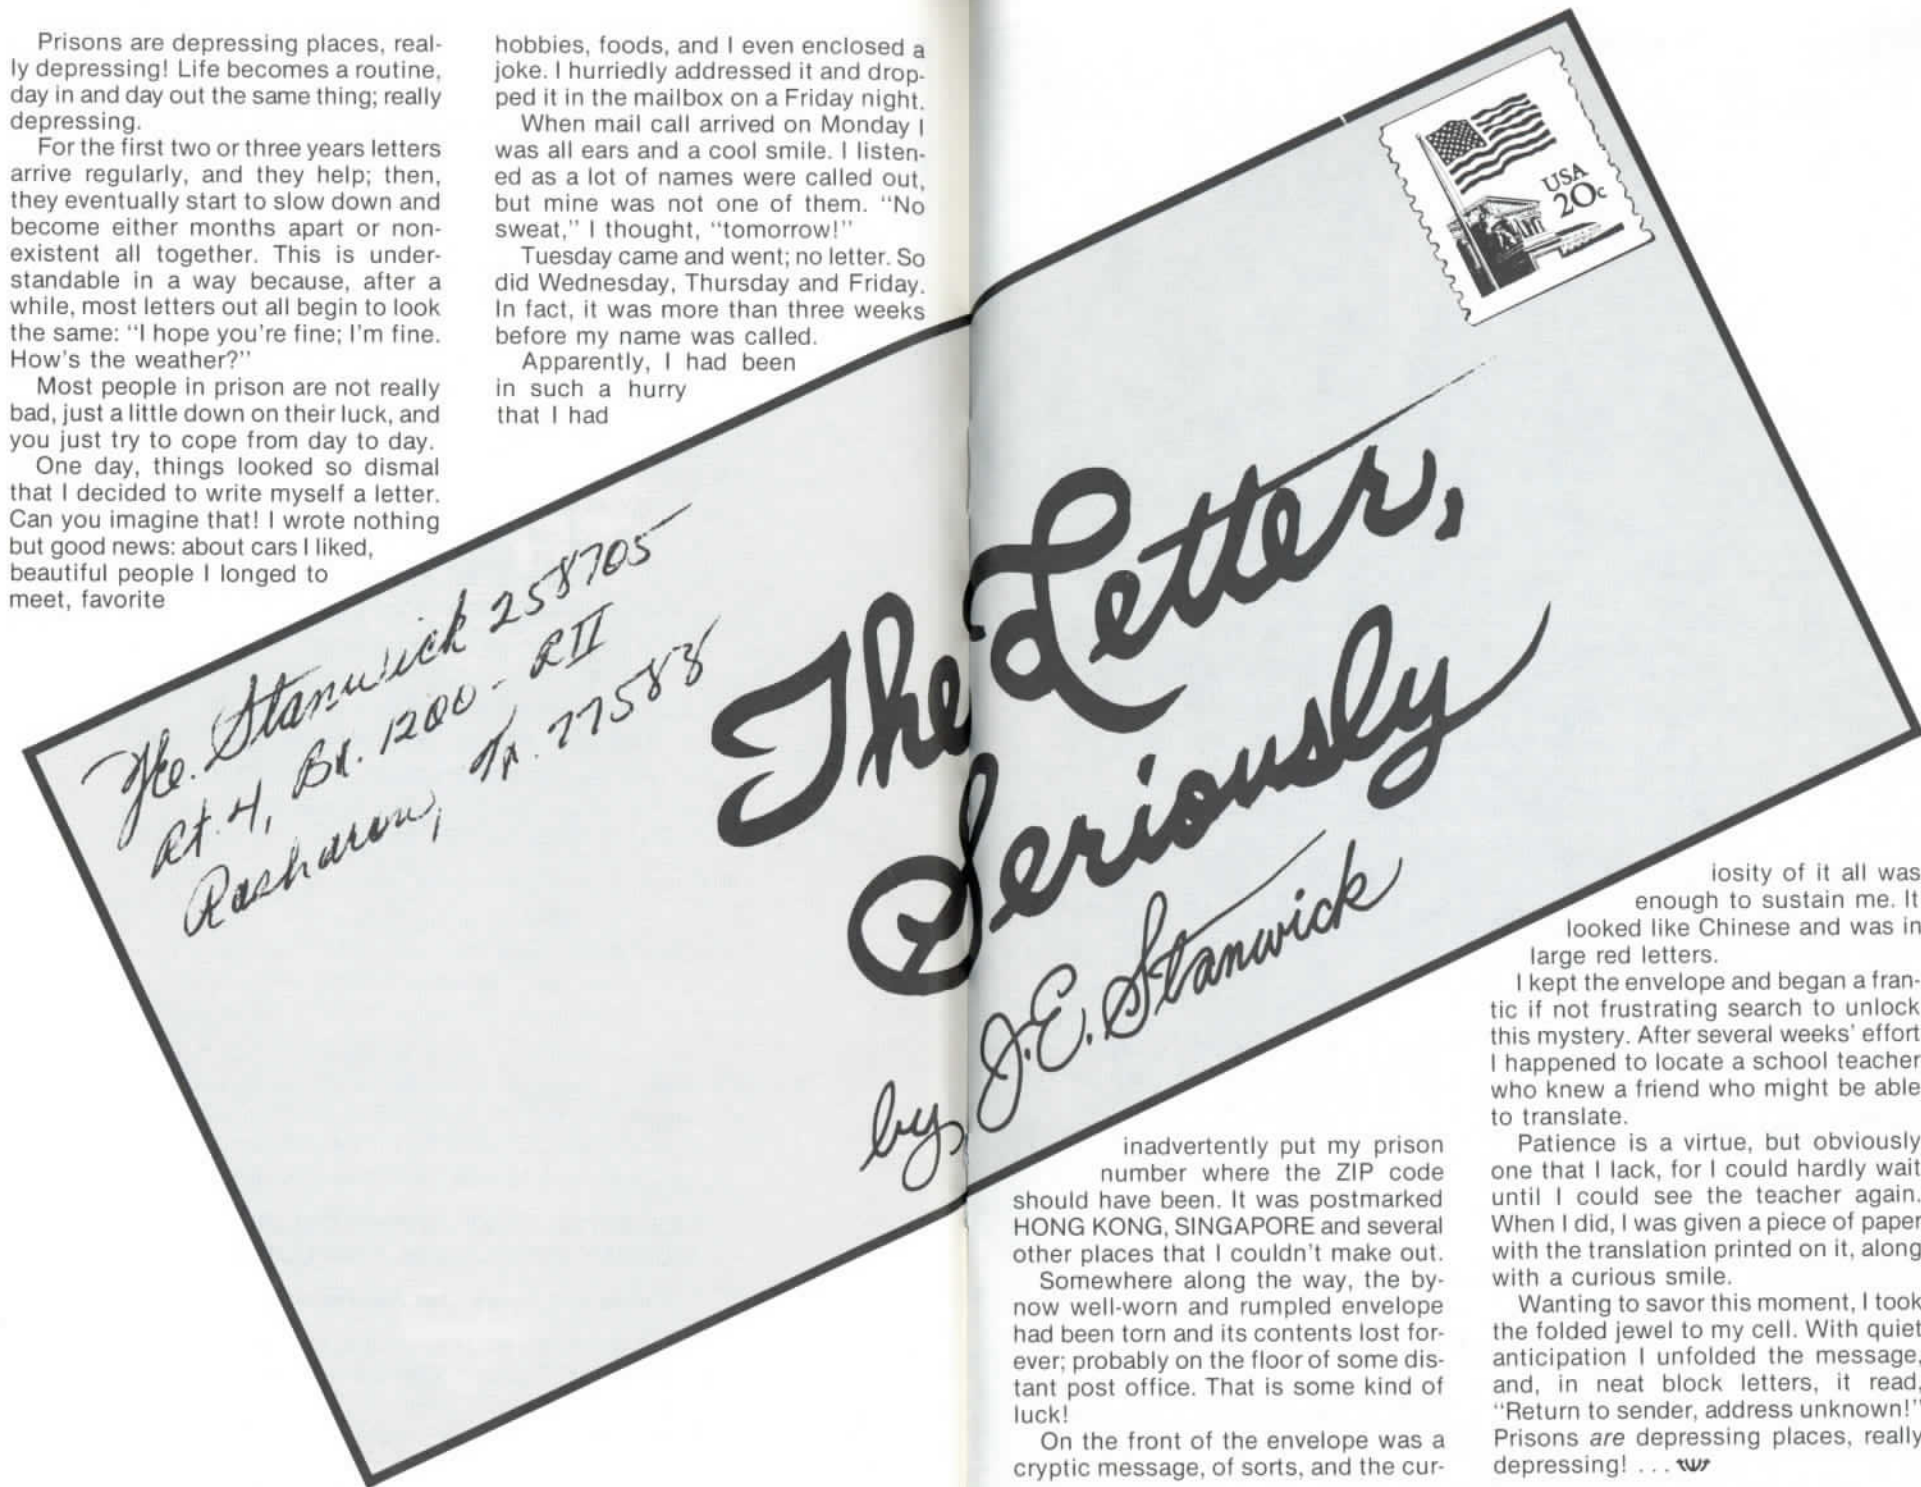 Prisons are depressing places, real-
ly depressing! Life becomes a routine,
day in and day out the same thing; really
depressing.
For the first two or three years letters
arrive regularly, and they help; then,
they eventually start to slow down and
become either months apart or non-
existent all together. This is under-
standable in a way because, after a
while, most letters out all begin to look
the same: "I hope you're fine; I'm fine.
How's the weather?"
Most people in prison are not really
bad, just a little down on their luck, and
you just try to cope from day to day.
One day, things looked so dismal
that I decided to write myself a letter.
Can you imagine that! I wrote nothing
but good news: about cars I liked,
beautiful people I longed to
meet, favorite
hobbies, foods, and I even enclosed a
joke. I hurriedly addressed it and drop-
ped it in the mailbox on a Friday night.
When mail call arrived on Monday I
was all ears and a cool smile. I listen-
ed as a lot of names were called out,
but mine was not one of them. "No
sweat," I thought, "tomorrow!"
Tuesday came and went; no letter. So
did Wednesday, Thursday and Friday.
In fact, it was more than three weeks
before my name was called.
Apparently, I had been
in such a hurry
that I had
Stanwick 258705
Rt. 4, Bx. 1200 - RII
Rosharon, Tx. 77583
USA
20c
The Letter,
Seriously
by J.E. Stanwick
inadvertently put my prison
number where the ZIP code
should have been. It was postmarked
HONG KONG, SINGAPORE and several
other places that I couldn't make out.
Somewhere along the way, the by-
now well-worn and rumpled envelope
had been torn and its contents lost for-
ever; probably on the floor of some dis-
tant post office. That is some kind of
luck!
On the front of the envelope was a
cryptic message, of sorts, and the cur-
iosity of it all was
enough to sustain me. It
looked like Chinese and was in
large red letters.
I kept the envelope and began a fran-
tic if not frustrating search to unlock
this mystery. After several weeks' effort
I happened to locate a school teacher
who knew a friend who might be able
to translate.
Patience is a virtue, but obviously
one that I lack, for I could hardly wait
until I could see the teacher again.
When I did, I was given a piece of paper
with the translation printed on it, along
with a curious smile.
Wanting to savor this moment, I took
the folded jewel to my cell. With quiet
anticipation I unfolded the message,
and, in neat block letters, it read,
"Return to sender, address unknown!"
Prisons are depressing places, really
depressing! ...